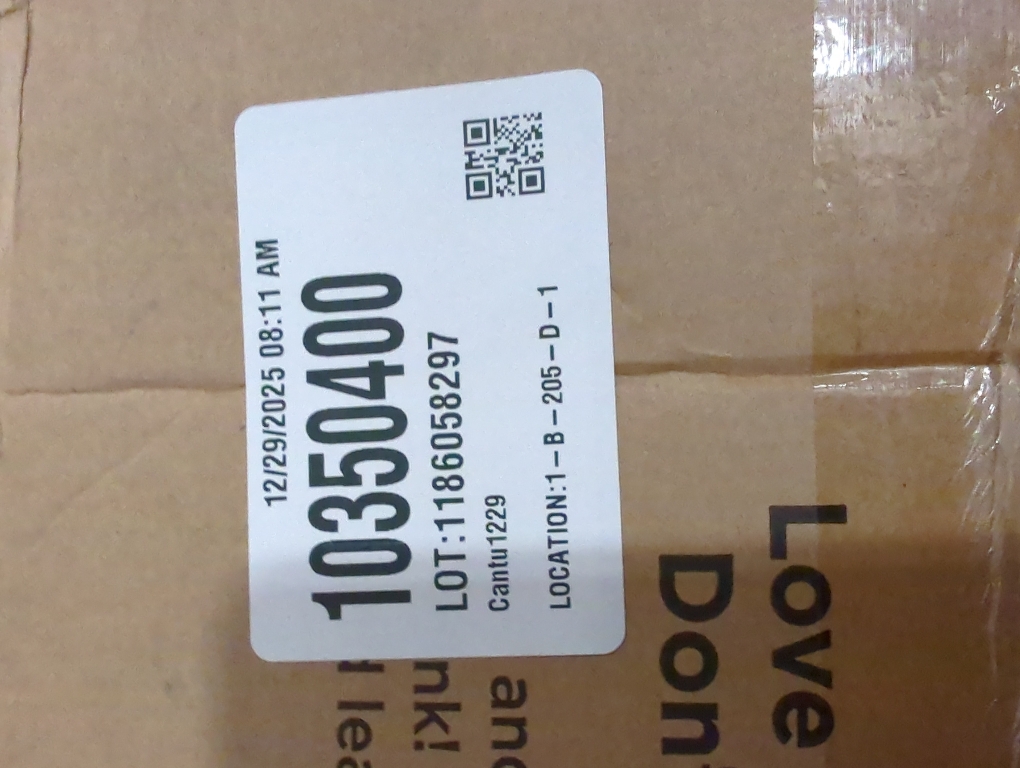 12/29/2025 08:11 AM
10350400
LOT:1186058297
Cantu1229
LOCATION:1-B-205-D-1
nk!
and
Don
Love